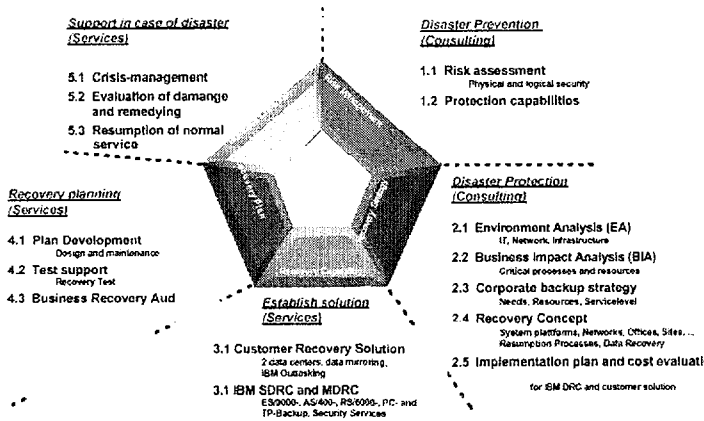 Support in case of disaster
(Services)
5.1 Crisis-management
5.2 Evaluation of damange
and remedying
5.3 Resumption of normal
service
Disaster Prevention
(Consulting)
1.1 Risk assessment
Physical and logical security
1.2 Protection capabilities
Disaster Protection
(Consulting)
2.1 Environment Analysis (EA)
IT, Network, Infrastructure
2.2 Business Impact Analysis (BIA)
Critical processes and resources
2.3 Corporate backup strategy
Needs, Resources, Servicelevel
2.4 Recovery Concept
System plattforms, Networks, Offices, Sites, ...
Resumption Processes, Data Recovery
2.5 Implementation plan and cost evaluati
for IBM DRC and customer solution
Establish solution
(Services)
3.1 Customer Recovery Solution
2 data centers, data mirroring,
IBM Outtasking
3.1 IBM SDRC and MDRC
ES/9000-, AS/400-, RS/6000-, PC- and
TP-Backup, Security Services
Recovery planning
(Services)
4.1 Plan Development
Design and maintenance
4.2 Test support
Recovery Test
4.3 Business Recovery Aud